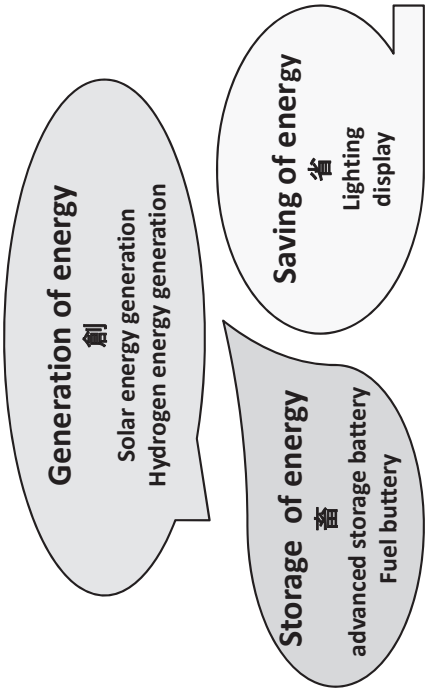 Generation of energy
創
Solar energy generation
Hydrogen energy generation
Storage of energy
畜
advanced storage battery
Fuel buttery
Saving of energy
省
Lighting
display